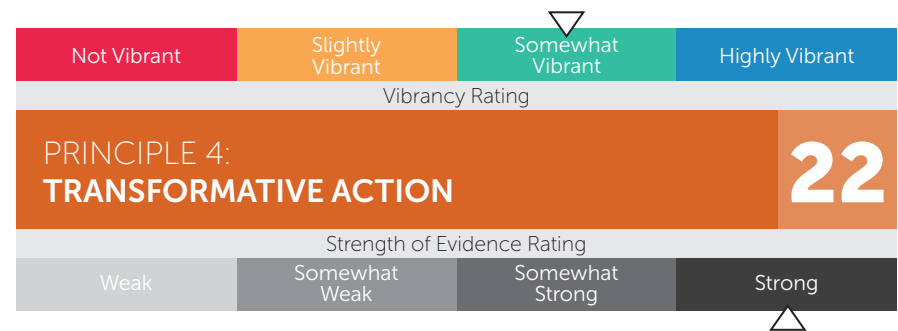 Not Vibrant
Slightly
Vibrant
Somewhat
Vibrant
Highly Vibrant
Vibrancy Rating
PRINCIPLE 4:
TRANSFORMATIVE ACTION
22
Strength of Evidence Rating
Weak
Somewhat
Weak
Somewhat
Strong
Strong